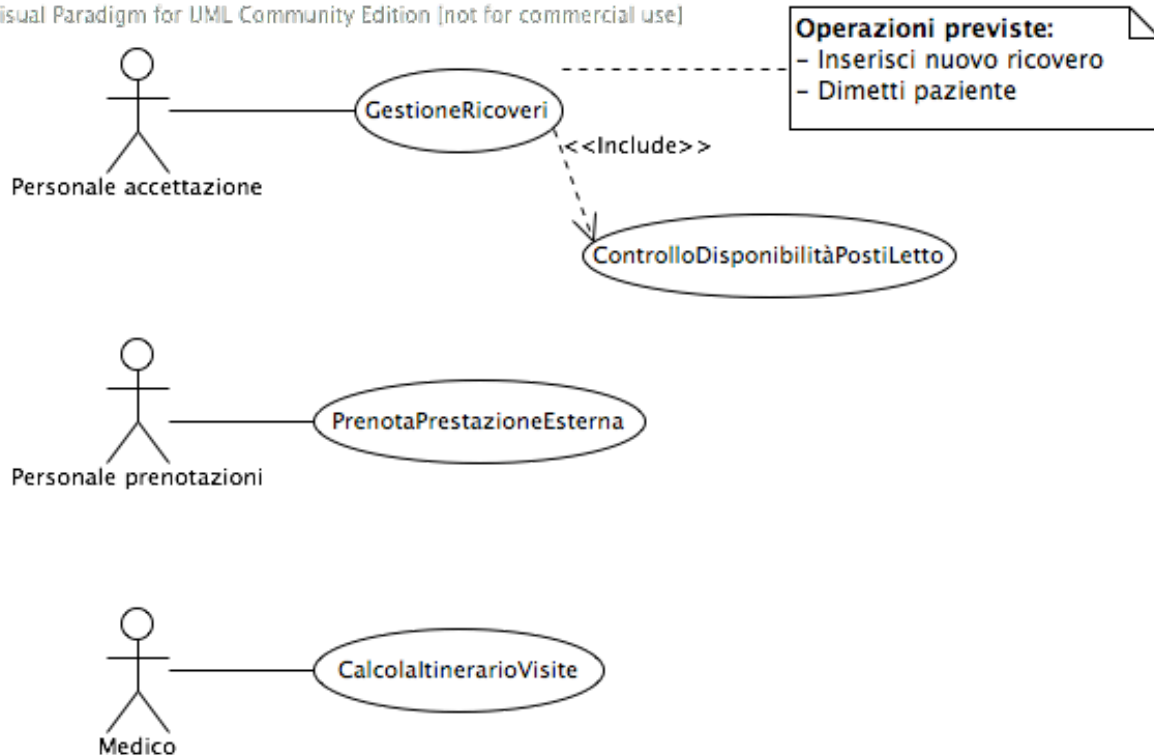 isual Paradigm for UML Community Edition [not for commercial use]
Operazioni previste:
- Inserisci nuovo ricovero
- Dimetti paziente
GestioneRicoveri
<<Include>>
Personale accettazione
ControlloDisponibilitàPostiLetto
PrenotaPrestazioneEsterna
Personale prenotazioni
CalcolaItinerarioVisite
Medico